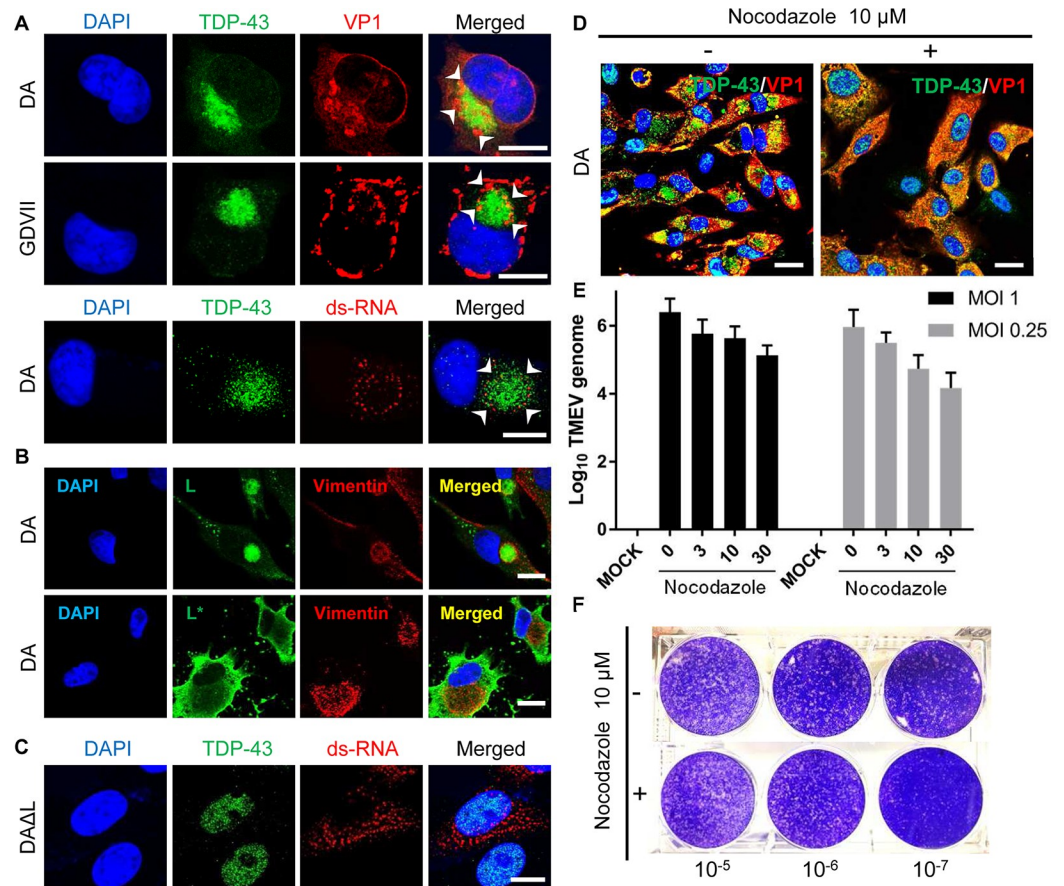 A
DAPI TDP-43 VP1 Merged
DA
GDVII
DAPI TDP-43 ds-RNA Merged
DA
B
DAPI L Vimentin Merged
DA
DAPI L* Vimentin Merged
DA
C
DAPI TDP-43 ds-RNA Merged
DAΔL
D
Nocodazole 10 µM
- +
TDP-43/VP1 TDP-43/VP1
DA
E
MOI 1
MOI 0.25
Log10 TMEV genome
6
4
2
0
MOCK 0 3 10 30 MOCK 0 3 10 30
Nocodazole Nocodazole
F
Nocodazole 10 µM
-
+
10-5 10-6 10-7